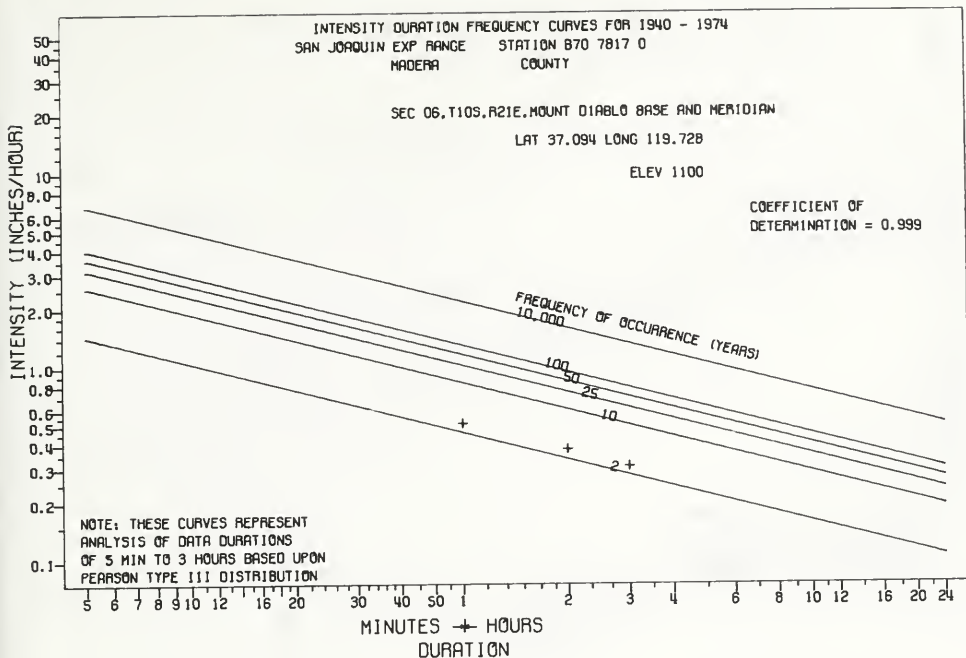 INTENSITY DURATION FREQUENCY CURVES FOR 1940 - 1974
SAN JOAQUIN EXP RANGE STATION B70 7817 0
MADERA COUNTY
SEC 06,T10S,R21E,MOUNT DIABLO BASE AND MERIDIAN
LAT 37.094 LONG 119.728
ELEV 1100
COEFFICIENT OF
DETERMINATION = 0.999
INTENSITY (INCHES/HOUR)
50
40
30
20
10
8.0
6.0
5.0
4.0
3.0
2.0
1.0
0.8
0.6
0.5
0.4
0.3
0.2
0.1
FREQUENCY OF OCCURRENCE (YEARS)
10,000
100
50
25
10
2
NOTE: THESE CURVES REPRESENT
ANALYSIS OF DATA DURATIONS
OF 5 MIN TO 3 HOURS BASED UPON
PEARSON TYPE III DISTRIBUTION
5 6 7 8 9 10 12 16 20 30 40 50 1 2 3 4 6 8 10 12 16 20 24
MINUTES + HOURS
DURATION